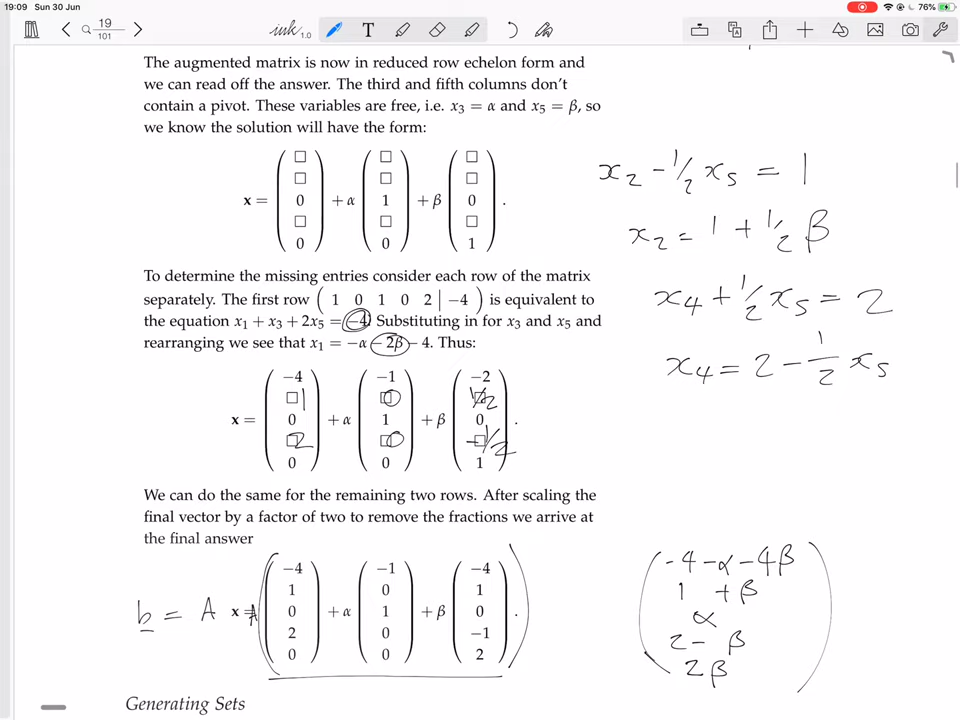 19:09 Sun 30 Jun
76%
19
101
ink 1.0
T
The augmented matrix is now in reduced row echelon form and
we can read off the answer. The third and fifth columns don't
contain a pivot. These variables are free, i.e. x₃ = α and x₅ = β, so
we know the solution will have the form:
x = (□ □ 0 □ 0) + α (□ □ 1 □ 0) + β (□ □ 0 □ 1) .
To determine the missing entries consider each row of the matrix
separately. The first row ( 1 0 1 0 2 | −4 ) is equivalent to
the equation x₁ + x₃ + 2x₅ = −4. Substituting in for x₃ and x₅ and
rearranging we see that x₁ = −α − 2β − 4. Thus:
x = (−4 □1 0 □2 0) + α (−1 □0 1 □0 0) + β (−2 □1/2 0 □-1/2 1) .
We can do the same for the remaining two rows. After scaling the
final vector by a factor of two to remove the fractions we arrive at
the final answer
b = A x = A (−4 1 0 2 0) + α (−1 0 1 0 0) + β (−4 1 0 −1 2) .
Generating Sets
x₂ - 1/2 x₅ = 1
x₂ = 1 + 1/2 β
x₄ + 1/2 x₅ = 2
x₄ = 2 - 1/2 x₅
-4 -α -4β
1 +β
α
2 - β
2β